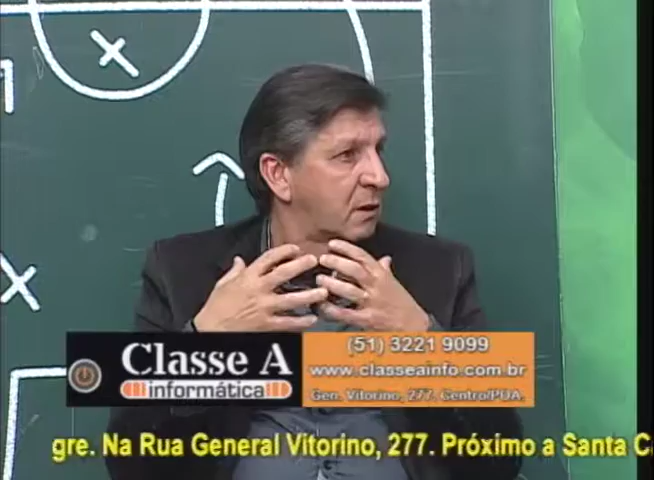 Classe A
informática
(51) 3221 9099
www.classeainfo.com.br
Gen. Vitorino, 277, Centro/POA.
gre. Na Rua General Vitorino, 277. Próximo a Santa Ca